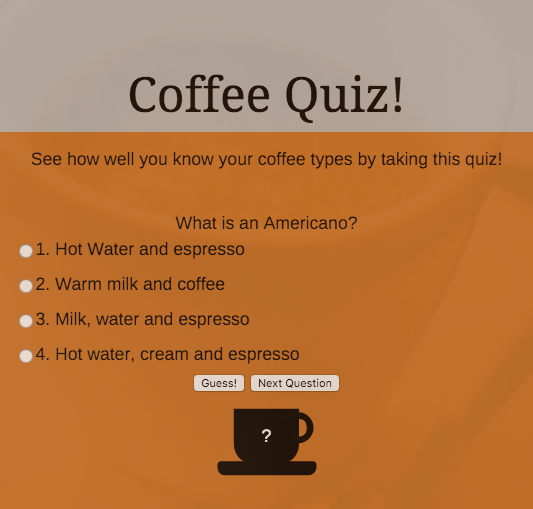 Coffee Quiz!
See how well you know your coffee types by taking this quiz!
What is an Americano?
1. Hot Water and espresso
2. Warm milk and coffee
3. Milk, water and espresso
4. Hot water, cream and espresso
Guess! Next Question
?